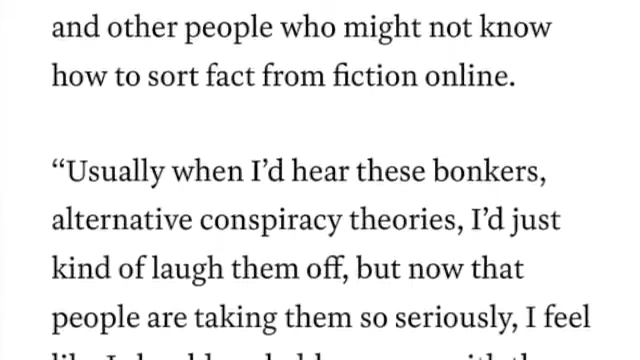 and other people who might not know
how to sort fact from fiction online.
“Usually when I’d hear these bonkers,
alternative conspiracy theories, I’d just
kind of laugh them off, but now that
people are taking them so seriously, I feel